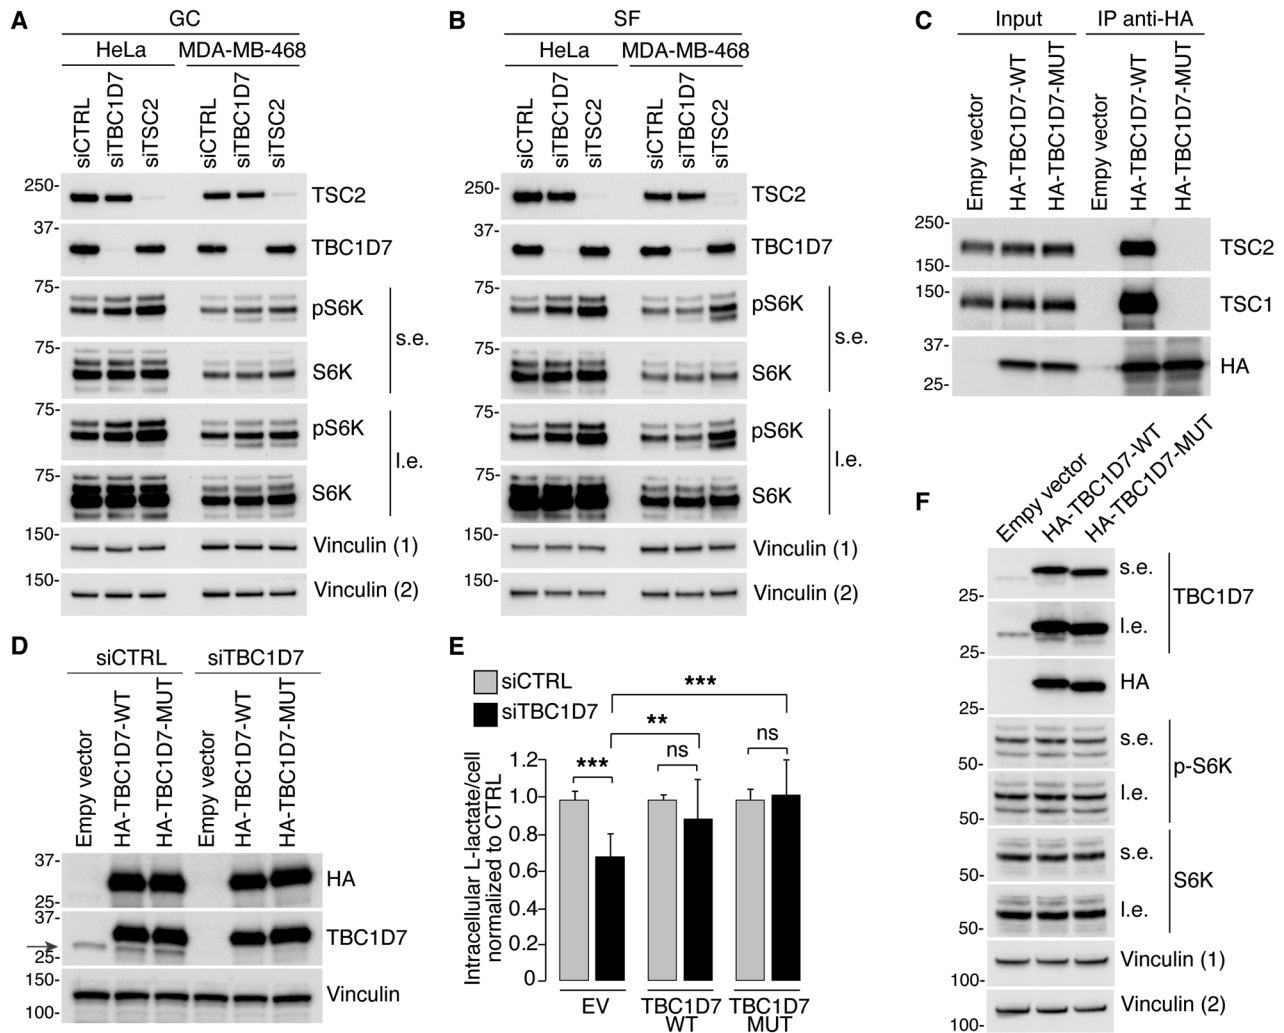 A
GC
HeLa MDA-MB-468
siCTRL
siTBC1D7
siTSC2
siCTRL
siTBC1D7
siTSC2
250- TSC2
37- TBC1D7
75- pS6K
s.e.
75- S6K
75- pS6K
l.e.
75- S6K
150- Vinculin (1)
150- Vinculin (2)
B
SF
HeLa MDA-MB-468
siCTRL
siTBC1D7
siTSC2
siCTRL
siTBC1D7
siTSC2
250- TSC2
37- TBC1D7
75- pS6K
s.e.
75- S6K
75- pS6K
l.e.
75- S6K
150- Vinculin (1)
150- Vinculin (2)
C
Input IP anti-HA
Empy vector
HA-TBC1D7-WT
HA-TBC1D7-MUT
Empy vector
HA-TBC1D7-WT
HA-TBC1D7-MUT
250-
TSC2
150-
150- TSC1
37-
HA
25-
D
siCTRL siTBC1D7
Empy vector
HA-TBC1D7-WT
HA-TBC1D7-MUT
Empy vector
HA-TBC1D7-WT
HA-TBC1D7-MUT
37-
HA
25-
37-
TBC1D7
25-
150-
Vinculin
100-
E
siCTRL
siTBC1D7
***
**
ns
ns
***
Intracellular L-lactate/cell
normalized to CTRL
1.2
1.0
0.8
0.6
0.4
0.2
0
EV
TBC1D7
WT
TBC1D7
MUT
F
Empy vector
HA-TBC1D7-WT
HA-TBC1D7-MUT
s.e.
25-
TBC1D7
l.e.
25-
HA
25-
s.e.
50-
p-S6K
l.e.
50-
s.e.
50-
S6K
l.e.
50-
Vinculin (1)
100-
Vinculin (2)
100-